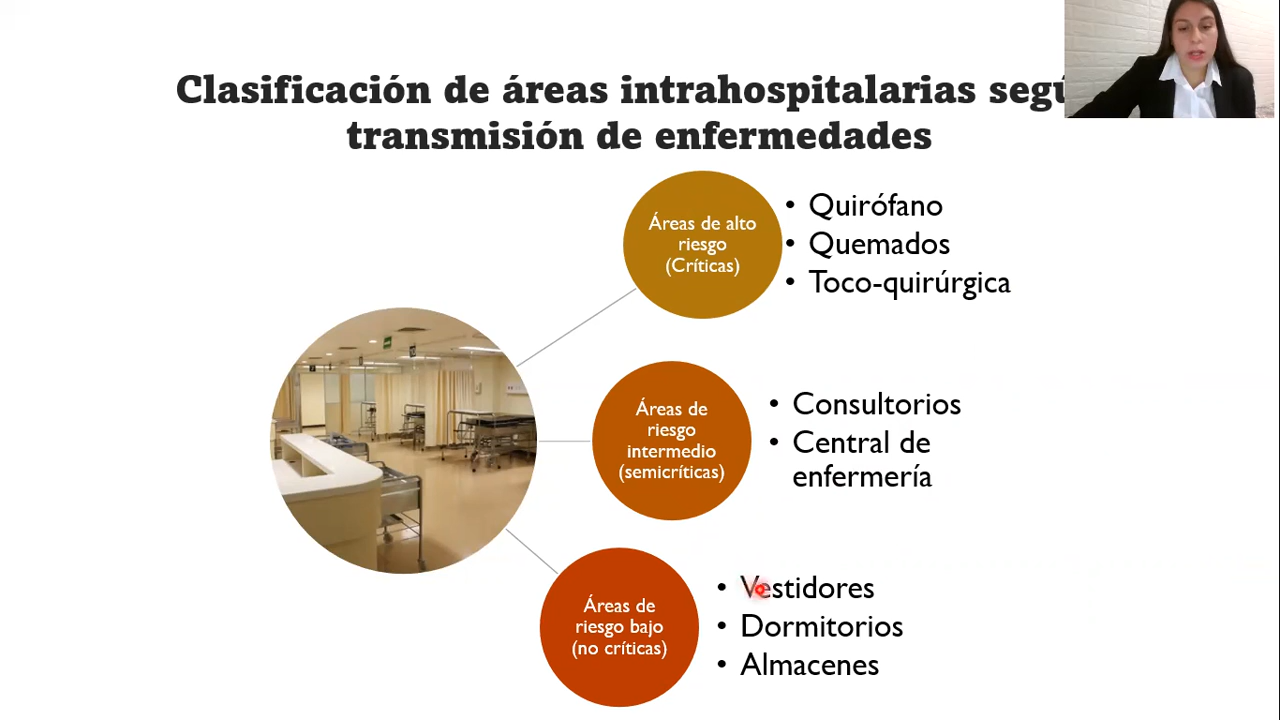 Clasificación de áreas intrahospitalarias segú
transmisión de enfermedades
Áreas de alto
riesgo
(Críticas)
• Quirófano
• Quemados
• Toco-quirúrgica
Áreas de
riesgo
intermedio
(semicríticas)
• Consultorios
• Central de
enfermería
Áreas de
riesgo bajo
(no críticas)
• Vestidores
• Dormitorios
• Almacenes